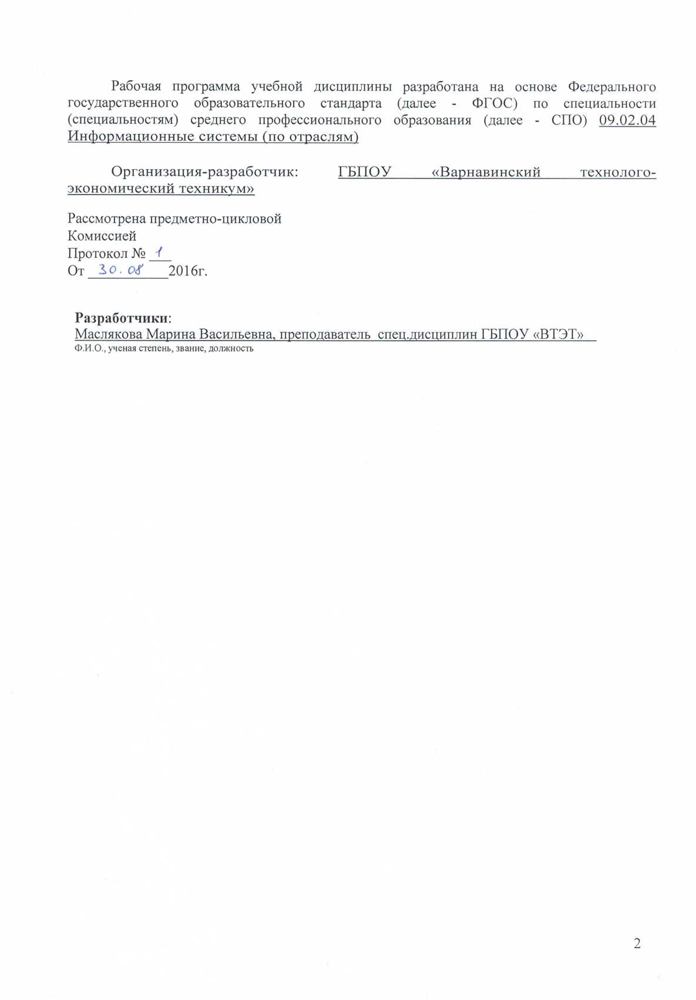 Рабочая программа учебной дисциплины разработана на основе Федерального
государственного образовательного стандарта (далее - ФГОС) по специальности
(специальностям) среднего профессионального образования (далее - СПО) 09.02.04
Информационные системы (по отраслям)
Организация-разработчик: ГБПОУ «Варнавинский технолого-
экономический техникум»
Рассмотрена предметно-цикловой
Комиссией
Протокол № 1
От 30.08 2016г.
Разработчики:
Маслякова Марина Васильевна, преподаватель спец.дисциплин ГБПОУ «ВТЭТ»
Ф.И.О., ученая степень, звание, должность
2